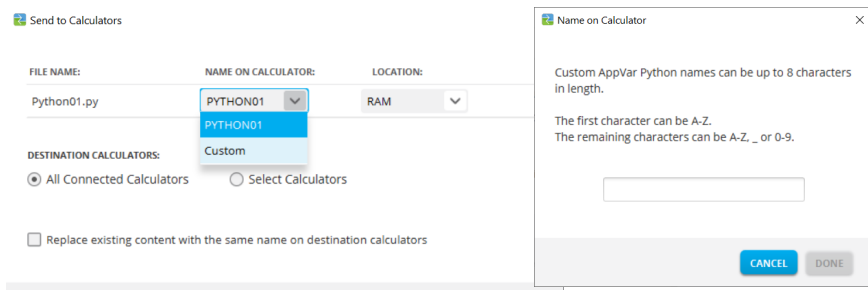 Send to Calculators
FILE NAME: NAME ON CALCULATOR: LOCATION:
Python01.py PYTHON01 RAM
PYTHON01
Custom
DESTINATION CALCULATORS:
All Connected Calculators Select Calculators
Replace existing content with the same name on destination calculators
Name on Calculator
Custom AppVar Python names can be up to 8 characters
in length.
The first character can be A-Z.
The remaining characters can be A-Z, _ or 0-9.
CANCEL DONE